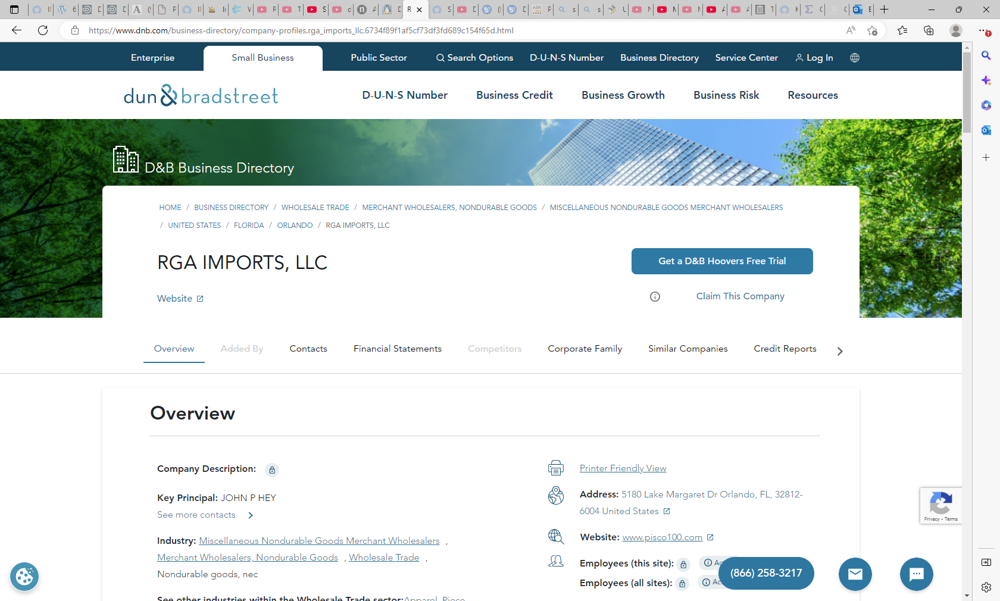 https://www.dnb.com/business-directory/company-profiles.rga_imports_llc.6734f89f1af5cf73df3fd689c154f65d.html
Enterprise Small Business Public Sector Search Options D-U-N-S Number Business Directory Service Center Log In
dun & bradstreet D-U-N-S Number Business Credit Business Growth Business Risk Resources
D&B Business Directory
HOME / BUSINESS DIRECTORY / WHOLESALE TRADE / MERCHANT WHOLESALERS, NONDURABLE GOODS / MISCELLANEOUS NONDURABLE GOODS MERCHANT WHOLESALERS
/ UNITED STATES / FLORIDA / ORLANDO / RGA IMPORTS, LLC
RGA IMPORTS, LLC
Get a D&B Hoovers Free Trial
Website
Claim This Company
Overview Added By Contacts Financial Statements Competitors Corporate Family Similar Companies Credit Reports
Overview
Company Description:
Key Principal: JOHN P HEY
See more contacts
Industry: Miscellaneous Nondurable Goods Merchant Wholesalers ,
Merchant Wholesalers, Nondurable Goods , Wholesale Trade ,
Nondurable goods, nec
See other industries within the Wholesale Trade sector: Apparel, Piece
Printer Friendly View
Address: 5180 Lake Margaret Dr Orlando, FL, 32812-
6004 United States
Website: www.pisco100.com
Employees (this site):
Employees (all sites):
(866) 258-3217
Privacy - Terms